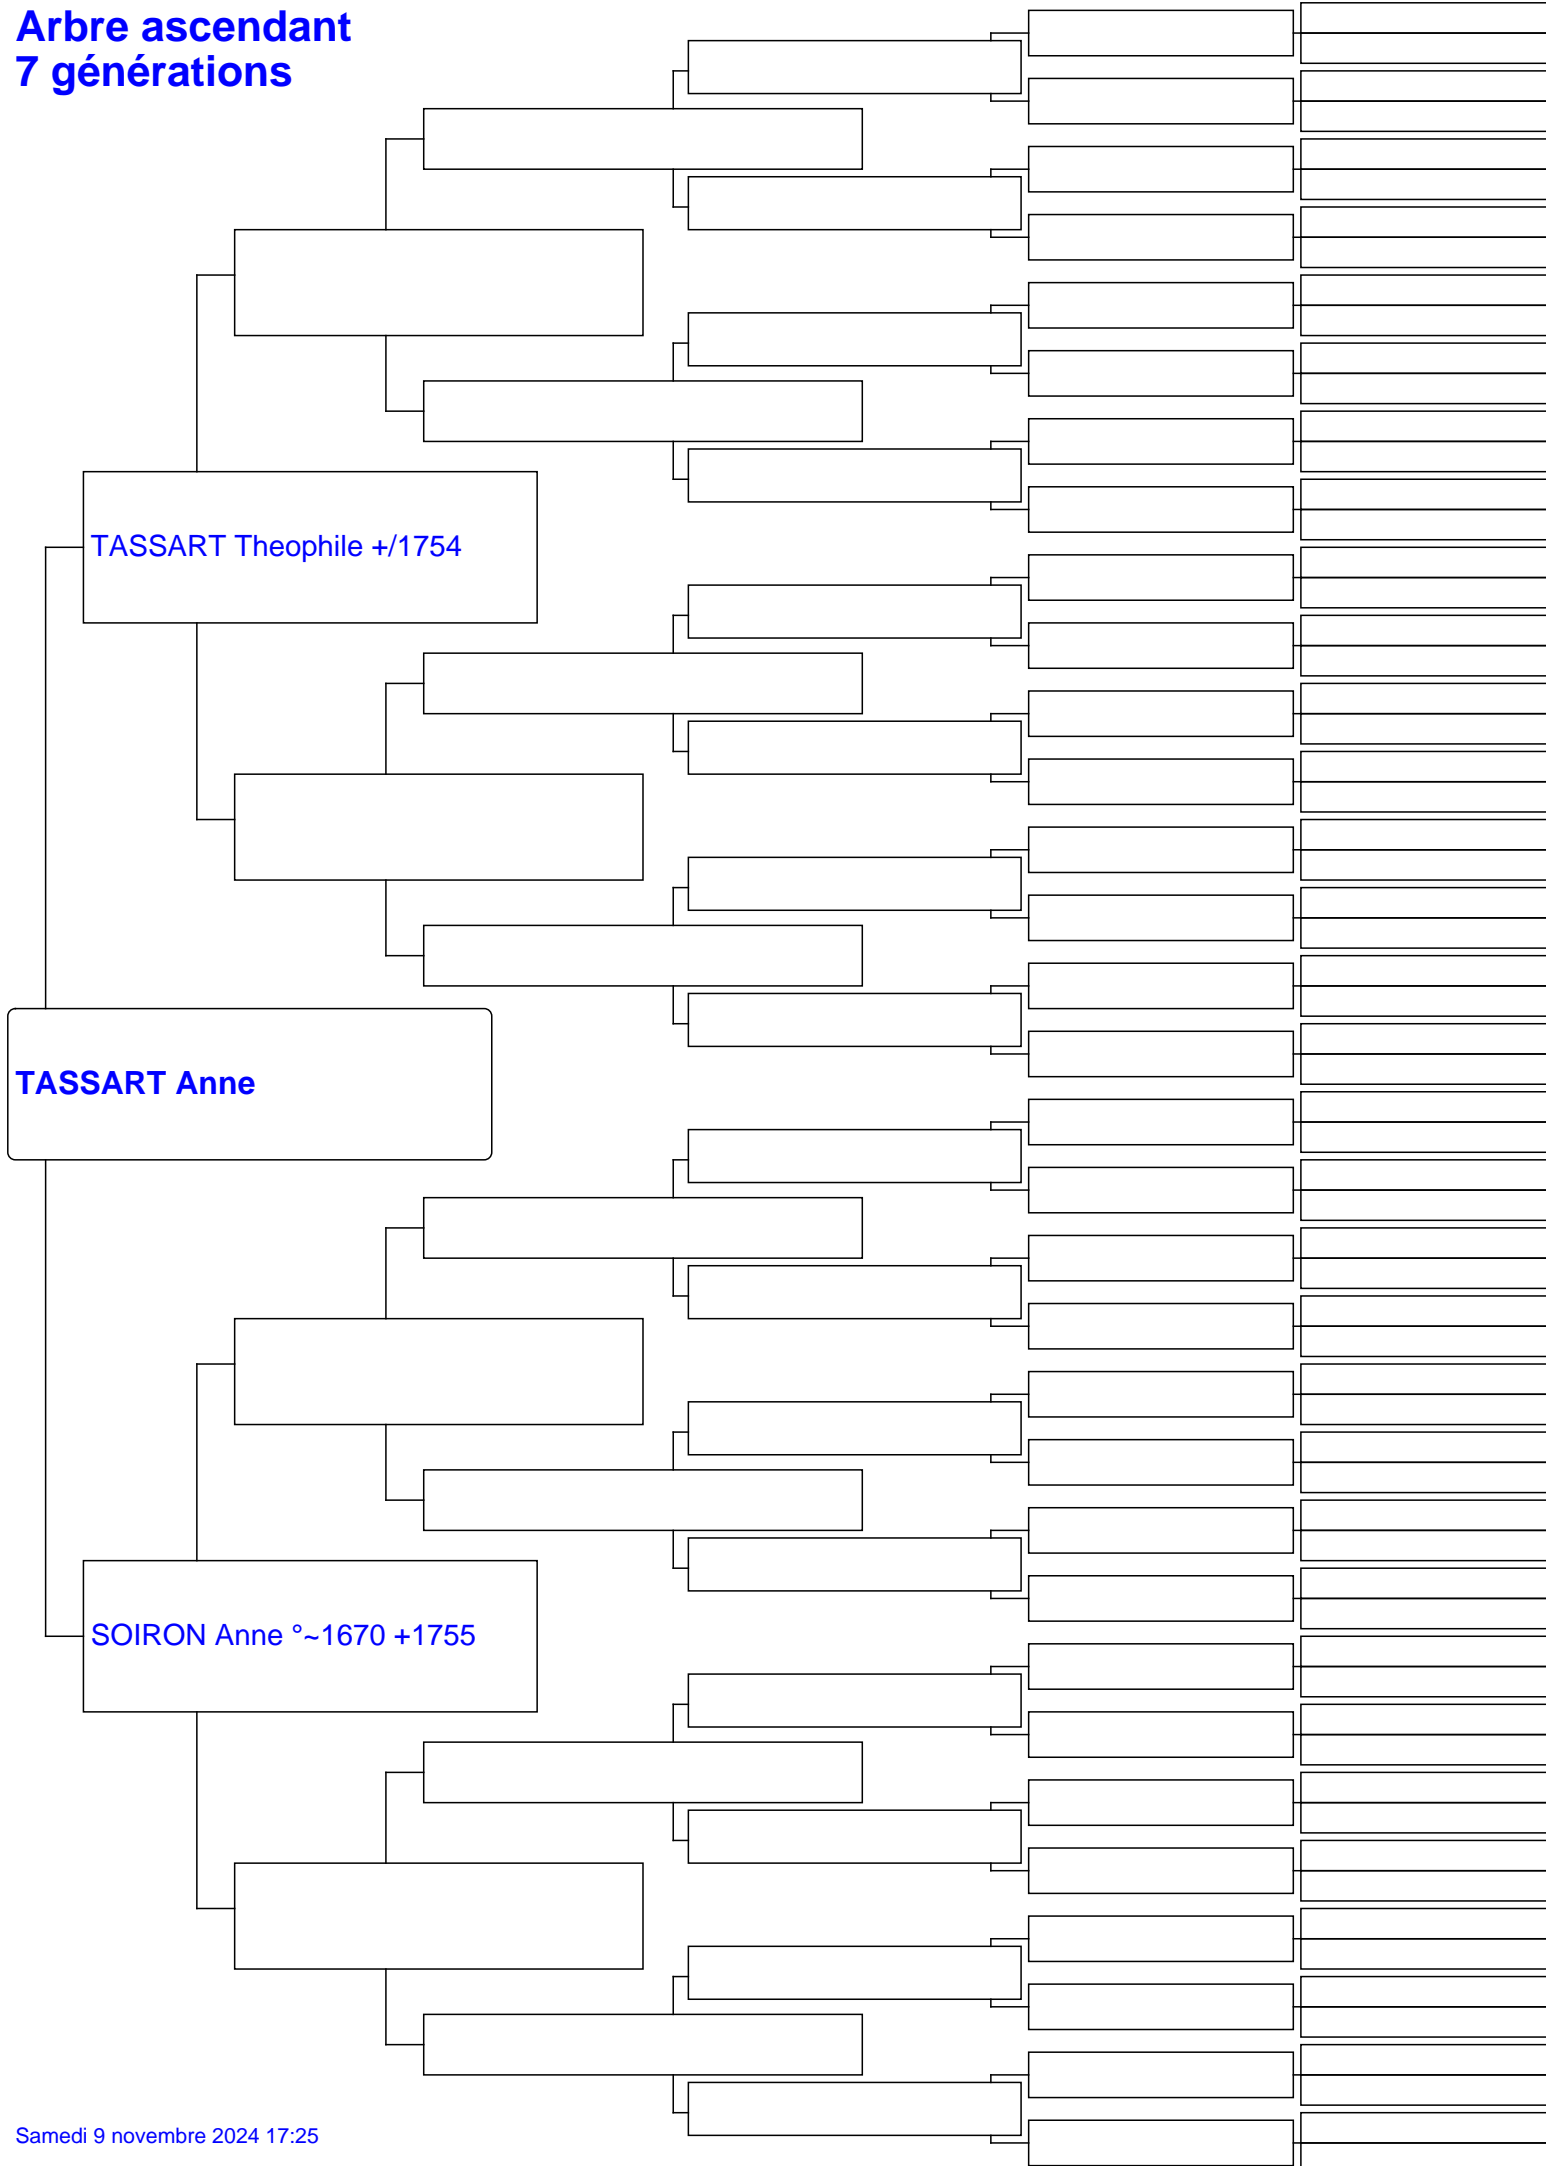 Arbre ascendant
7 générations
TASSART Theophile +/1754
TASSART Anne
SOIRON Anne °~1670 +1755
Samedi 9 novembre 2024 17:25